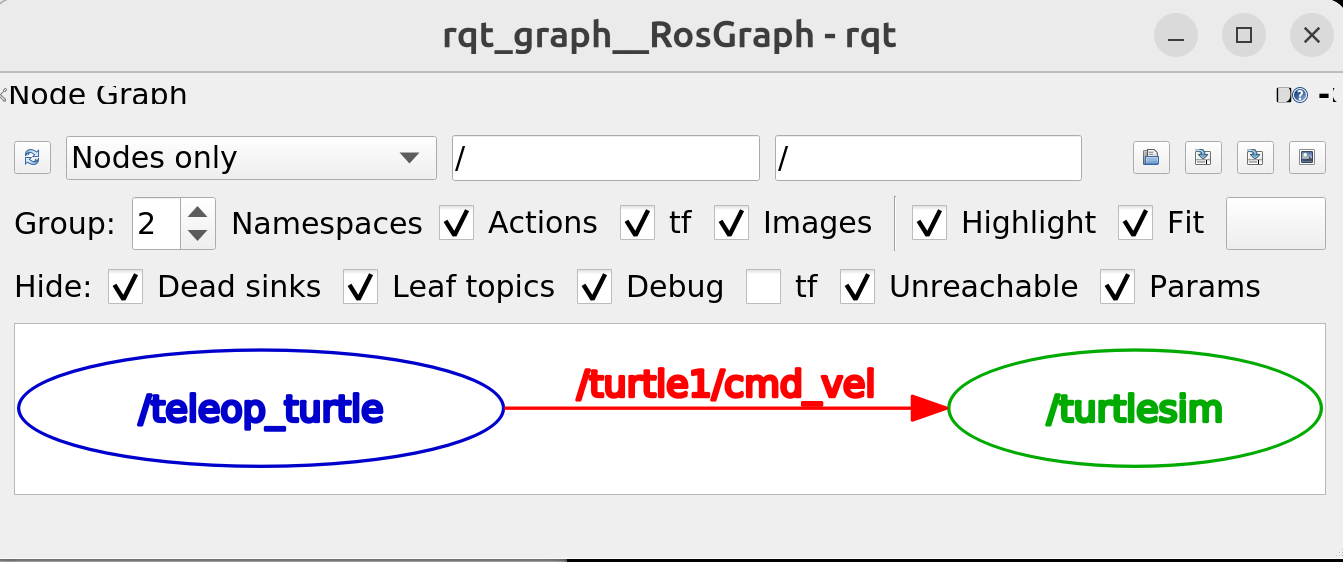 rqt_graph__RosGraph - rqt
Node Graph
Nodes only / /
Group: 2 Namespaces Actions tf Images Highlight Fit
Hide: Dead sinks Leaf topics Debug tf Unreachable Params
/teleop_turtle /turtle1/cmd_vel /turtlesim